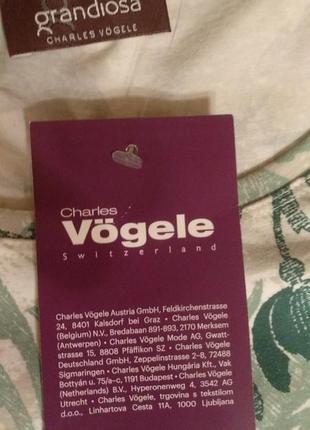 grandiosa
CHARLES VÖGELE
Charles
Vögele
Switzerland
Charles Vögele Austria GmbH, Feldkirchenstrasse
24, 8401 Kalsdorf bei Graz • Charles Vögele
(Belgium) N.V., Bredabaan 891-893, 2170 Merksem
(Antwerpen) • Charles Vögele Mode AG, Gwatt-
strasse 15, 8808 Pfäffikon SZ • Charles Vögele
Deutschland GmbH, Zeppelinstrasse 2-8, 72488
Sigmaringen • Charles Vögele Hungária Kft., Vak
Bottyán u. 75/a-c, 1191 Budapest • Charles Vögele
(Netherlands) B.V., Hyperonenweg 4, 3542 AG
Utrecht • Charles Vögele, trgovina s tekstilom
d.o.o., Linhartova Cesta 11A, 1000 Ljubljana